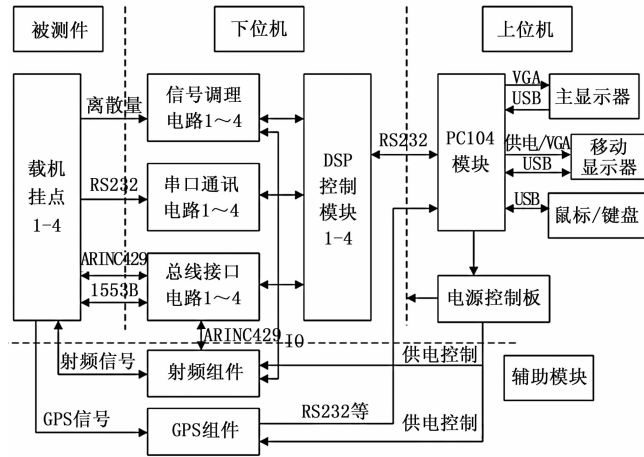 被测件
下位机
上位机
载机
挂点
1-4
离散量
RS232
ARINC429
1553B
信号调理
电路1～4
串口通讯
电路1～4
总线接口
电路1～4
DSP
控制
模块
1-4
RS232
PC104
模块
VGA
USB
主显示器
供电/VGA
USB
移动
显示器
USB
鼠标/键盘
电源控制板
ARINC429
IO
射频信号
射频组件
供电控制
辅助模块
GPS信号
GPS组件
RS232等
供电控制